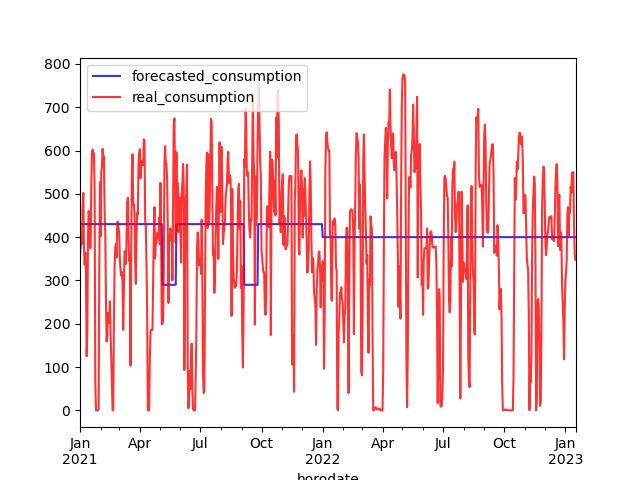 800
700
600
500
400
300
200
100
0
forecasted_consumption
real_consumption
Jan
2021
Apr
Jul
Oct
Jan
2022
Apr
Jul
Oct
Jan
2023
horodate